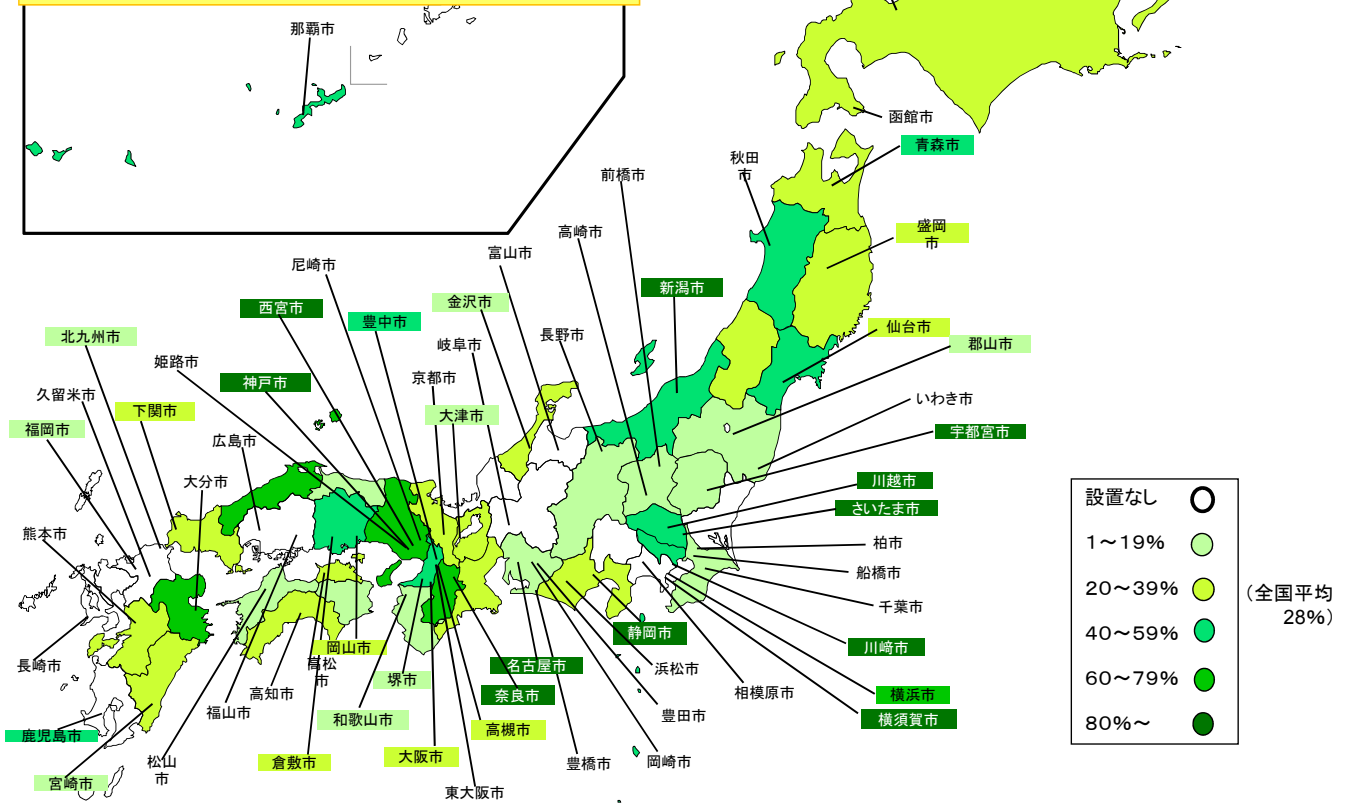 那覇市
函館市
青森市
秋田
市
前橋市
盛岡
市
高崎市
富山市
尼崎市
新潟市
金沢市
西宮市
豊中市
仙台市
北九州市
長野市
岐阜市
郡山市
姫路市
京都市
神戸市
久留米市
いわき市
下関市
大津市
福岡市
宇都宮市
広島市
川越市
大分市
設置なし
さいたま市
熊本市
柏市
1～19%
船橋市
20～39%
(全国平均
28%)
千葉市
40～59%
静岡市
川崎市
岡山市
長崎市
名古屋市
高松
市
浜松市
60～79%
堺市
高知市
奈良市
相模原市
横浜市
福山市
和歌山市
豊田市
横須賀市
80%～
高槻市
鹿児島市
大阪市
松山
市
倉敷市
豊橋市
岡崎市
宮崎市
東大阪市